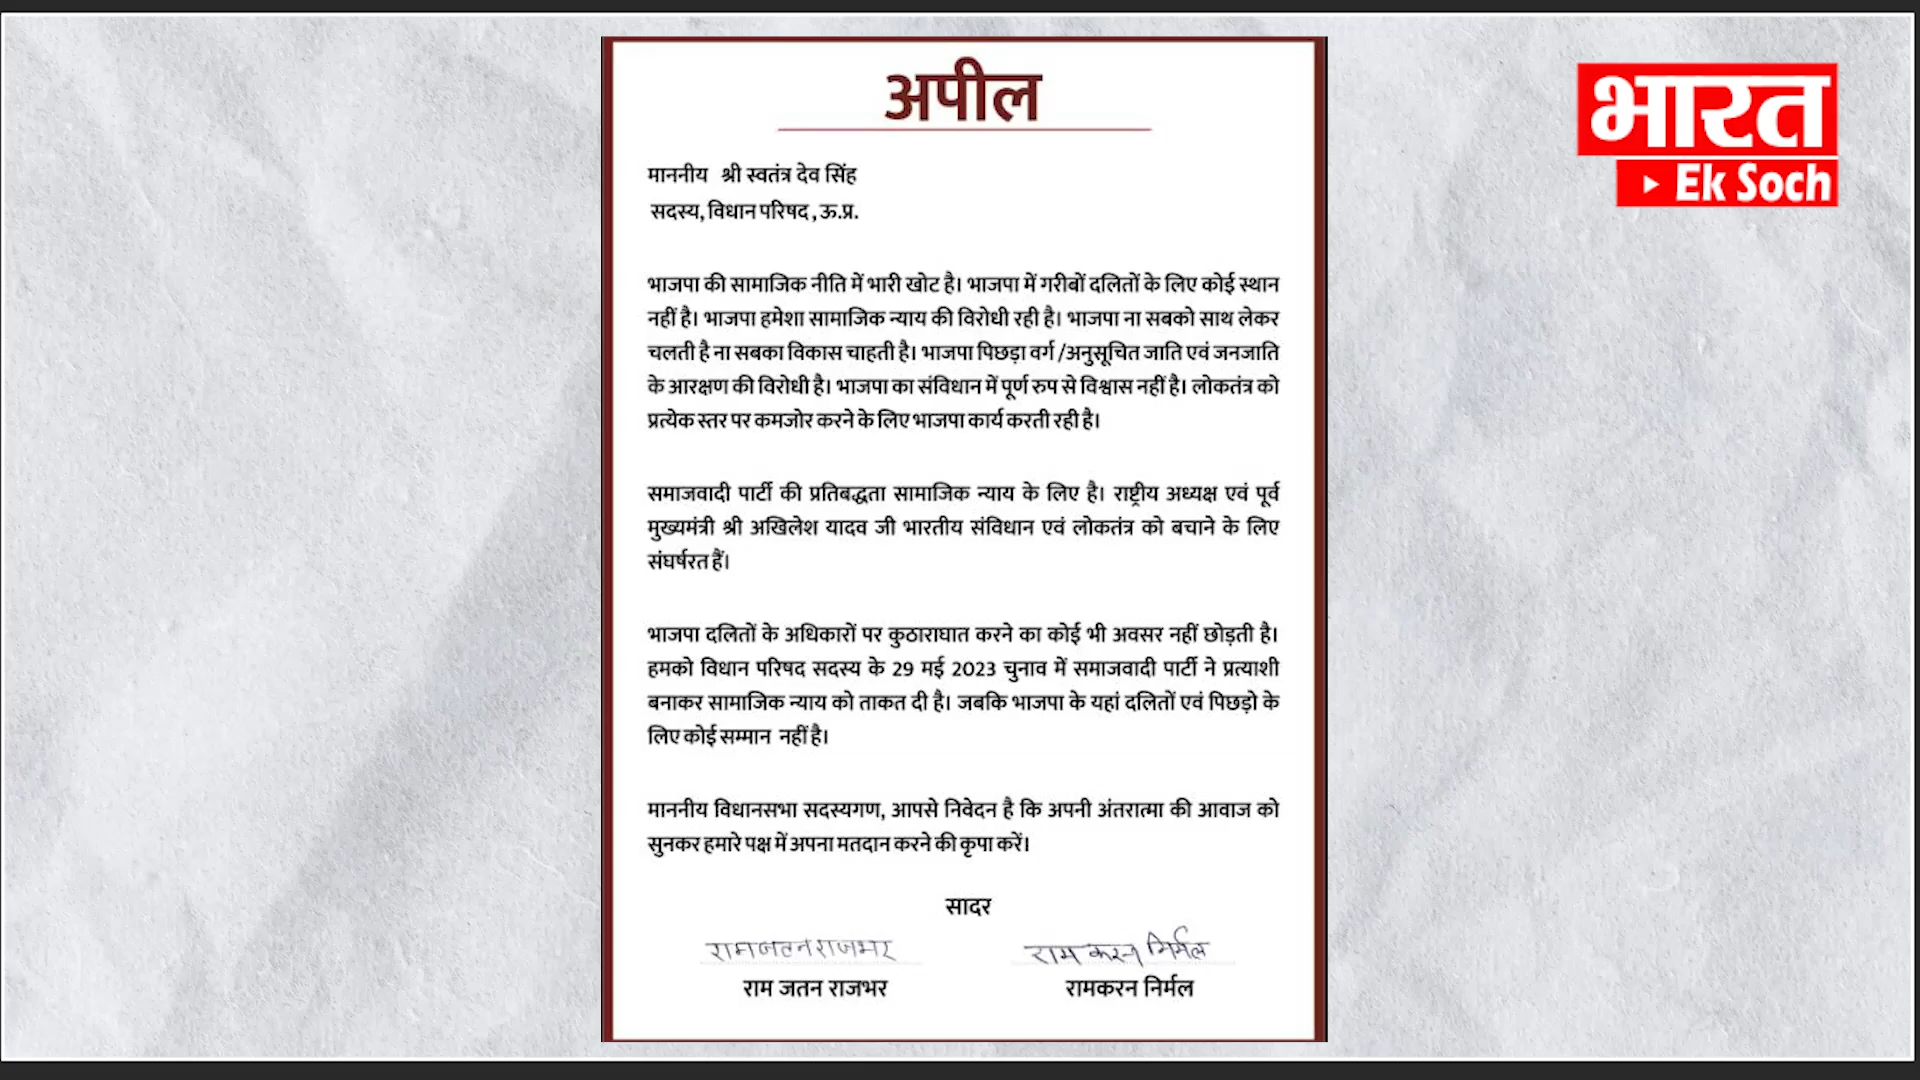 अपील
भारत
Ek Soch
माननीय श्री स्वतंत्र देव सिंह
सदस्य, विधान परिषद, ऊ.प्र.
भाजपा की सामाजिक नीति में भारी खोट है। भाजपा में गरीबों दलितों के लिए कोई स्थान
नहीं है। भाजपा हमेशा सामाजिक न्याय की विरोधी रही है। भाजपा ना सबको साथ लेकर
चलती है ना सबका विकास चाहती है। भाजपा पिछड़ा वर्ग /अनुसूचित जाति एवं जनजाति
के आरक्षण की विरोधी है। भाजपा का संविधान में पूर्ण रुप से विश्वास नहीं है। लोकतंत्र को
प्रत्येक स्तर पर कमजोर करने के लिए भाजपा कार्य करती रही है।
समाजवादी पार्टी की प्रतिबद्धता सामाजिक न्याय के लिए है। राष्ट्रीय अध्यक्ष एवं पूर्व
मुख्यमंत्री श्री अखिलेश यादव जी भारतीय संविधान एवं लोकतंत्र को बचाने के लिए
संघर्षरत हैं।
भाजपा दलितों के अधिकारों पर कुठाराघात करने का कोई भी अवसर नहीं छोड़ती है।
हमको विधान परिषद सदस्य के 29 मई 2023 चुनाव में समाजवादी पार्टी ने प्रत्याशी
बनाकर सामाजिक न्याय को ताकत दी है। जबकि भाजपा के यहां दलितों एवं पिछड़ो के
लिए कोई सम्मान नहीं है।
माननीय विधानसभा सदस्यगण, आपसे निवेदन है कि अपनी अंतरात्मा की आवाज को
सुनकर हमारे पक्ष में अपना मतदान करने की कृपा करें।
सादर
रामजतन राजभर रामकरन निर्मल
राम जतन राजभर रामकरन निर्मल